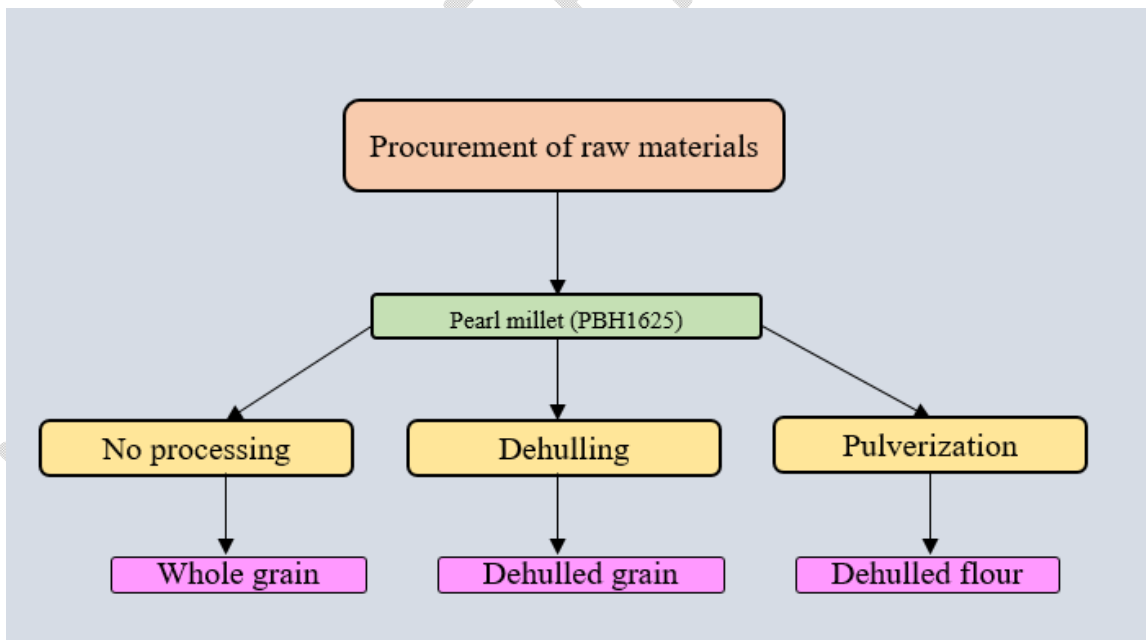 Procurement of raw materials
Pearl millet (PBH1625)
No processing
Dehulling
Pulverization
Whole grain
Dehulled grain
Dehulled flour